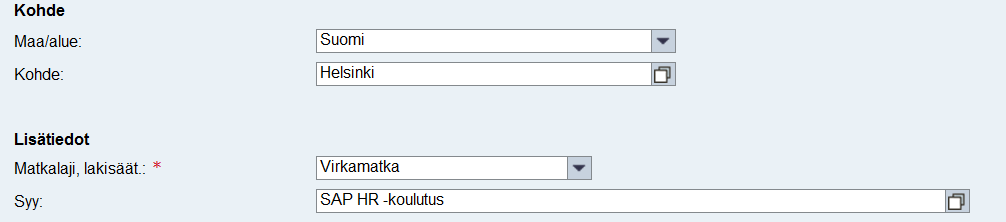 Kohde
Maa/alue: Suomi
Kohde: Helsinki
Lisätiedot
Matkalaji, lakisäät.: * Virkamatka
Syy: SAP HR -koulutus